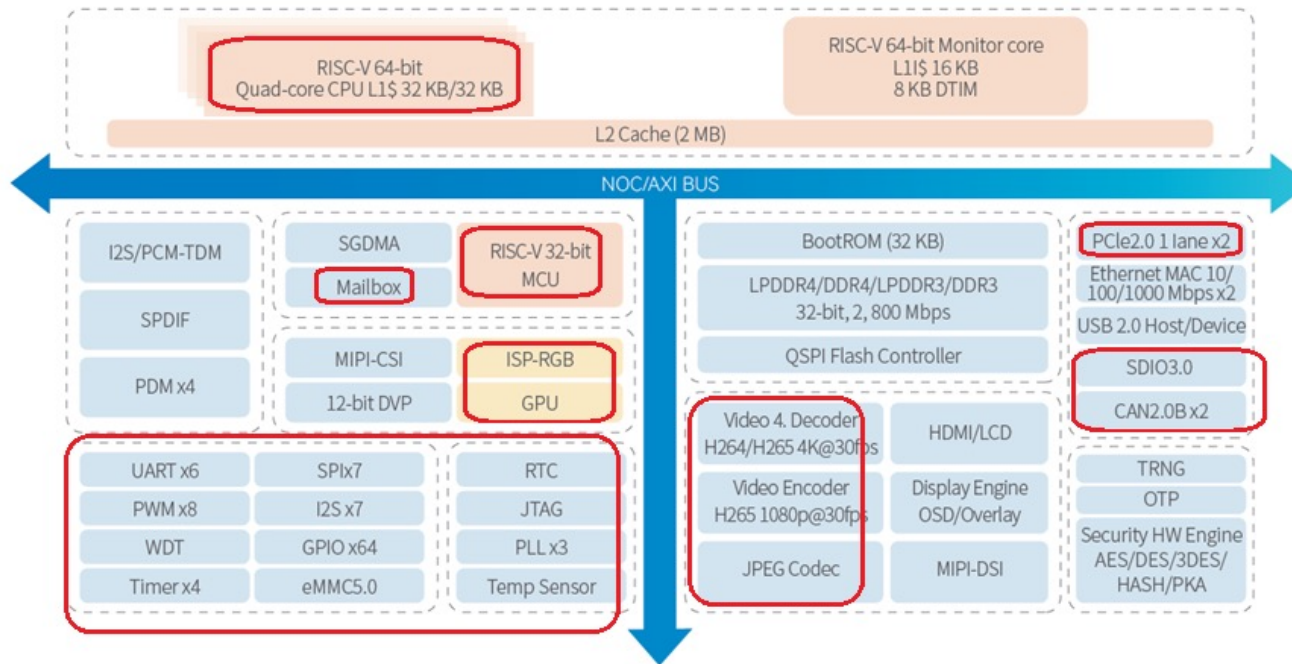 RISC-V 64-bit
Quad-core CPU L1$ 32 KB/32 KB
RISC-V 64-bit Monitor core
L1I$ 16 KB
8 KB DTIM
L2 Cache (2 MB)
NOC/AXI BUS
I2S/PCM-TDM
SPDIF
PDM x4
SGDMA
Mailbox
RISC-V 32-bit
MCU
MIPI-CSI
12-bit DVP
ISP-RGB
GPU
UART x6
PWM x8
WDT
Timer x4
SPIx7
I2S x7
GPIO x64
eMMC5.0
RTC
JTAG
PLL x3
Temp Sensor
BootROM (32 KB)
LPDDR4/DDR4/LPDDR3/DDR3
32-bit, 2, 800 Mbps
QSPI Flash Controller
Video 4. Decoder
H264/H265 4K@30fps
Video Encoder
H265 1080p@30fps
JPEG Codec
HDMI/LCD
Display Engine
OSD/Overlay
MIPI-DSI
PCIe2.0 1 lane x2
Ethernet MAC 10/
100/1000 Mbps x2
USB 2.0 Host/Device
SDIO3.0
CAN2.0B x2
TRNG
OTP
Security HW Engine
AES/DES/3DES/
HASH/PKA